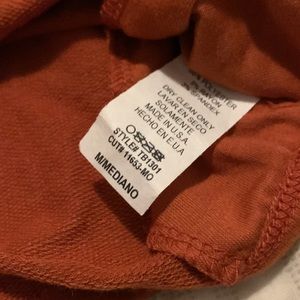 POLYESTER
RAYON
SPANDEX
DRY CLEAN ONLY
LAVAR EN SECO
SOLAMENTE
MADE IN U.S.A.
HECHO EN E.U.A
STYLE# TB1301
CUT# 11653-MO
M/MEDIANO